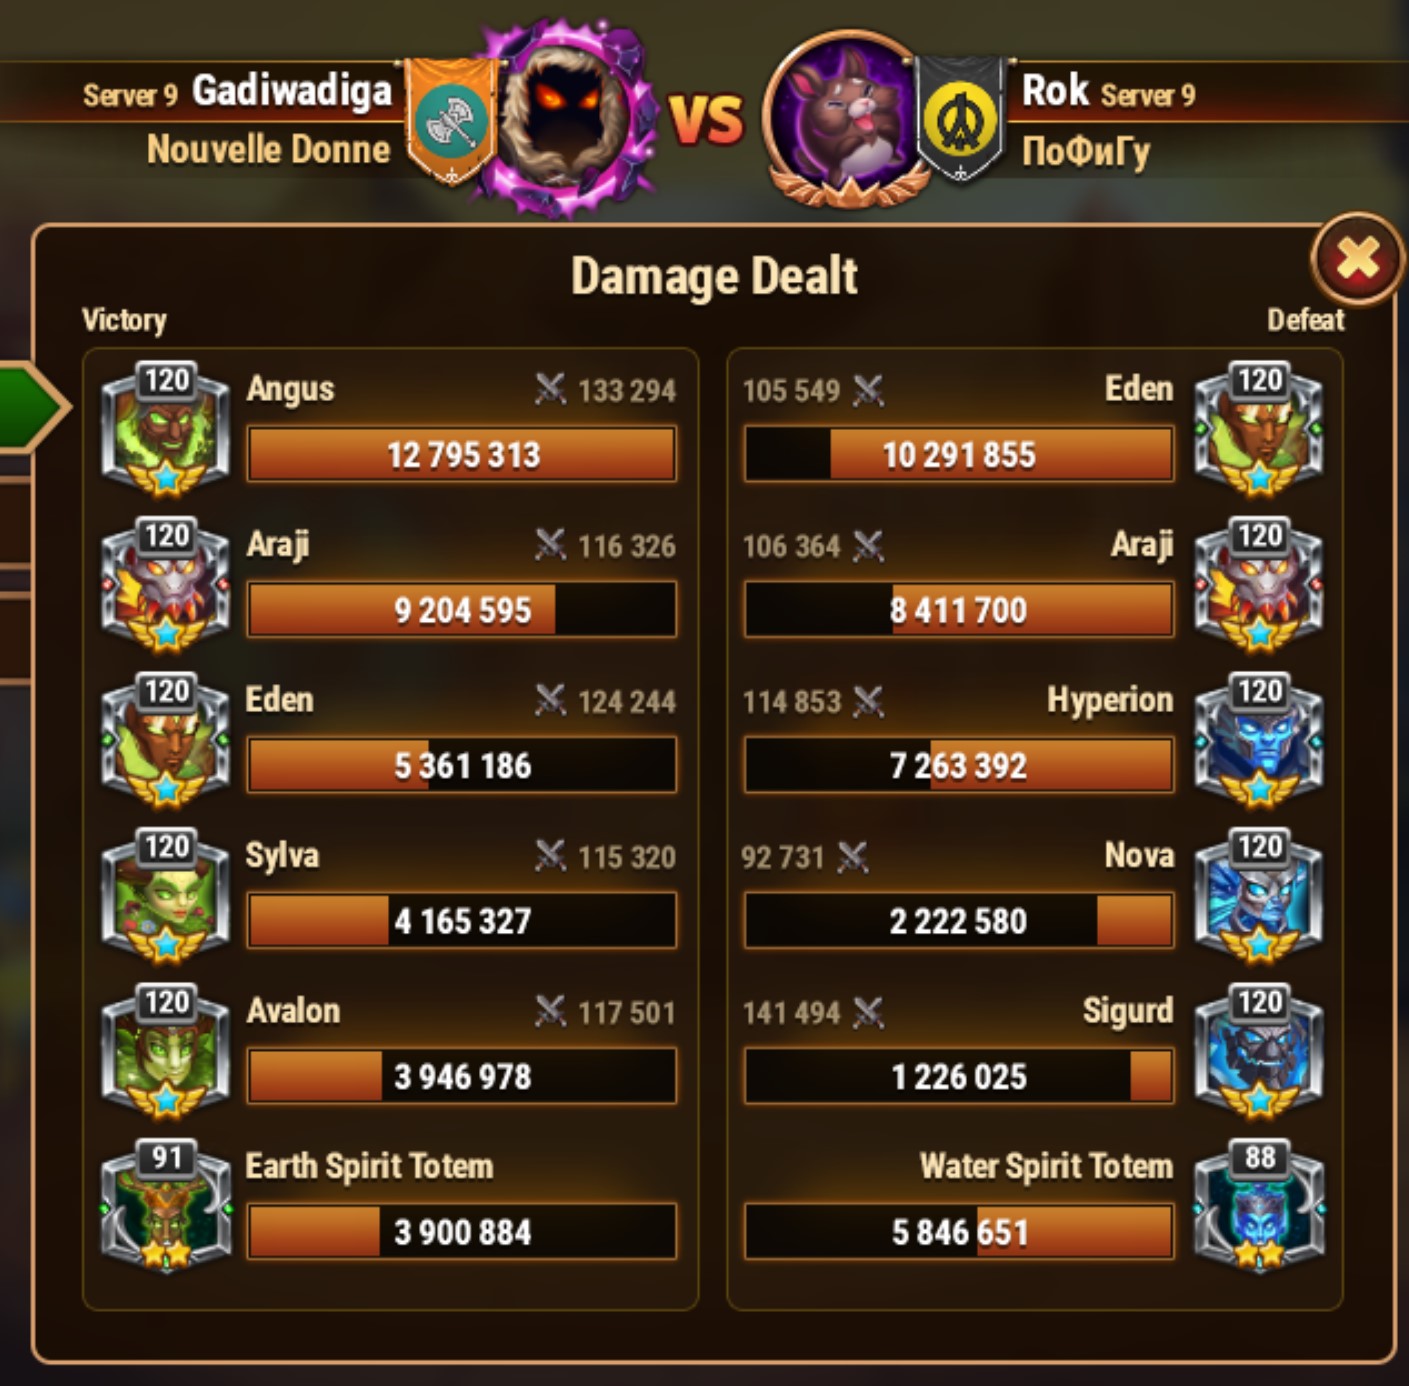 Server 9 Gadiwadiga VS Rok Server 9
Nouvelle Donne ПоФиГу
Damage Dealt
Victory Defeat
120 Angus 133 294 105 549 Eden 120
12 795 313 10 291 855
120 Araji 116 326 106 364 Araji 120
9 204 595 8 411 700
120 Eden 124 244 114 853 Hyperion 120
5 361 186 7 263 392
120 Sylva 115 320 92 731 Nova 120
4 165 327 2 222 580
120 Avalon 117 501 141 494 Sigurd 120
3 946 978 1 226 025
91 Earth Spirit Totem Water Spirit Totem 88
3 900 884 5 846 651